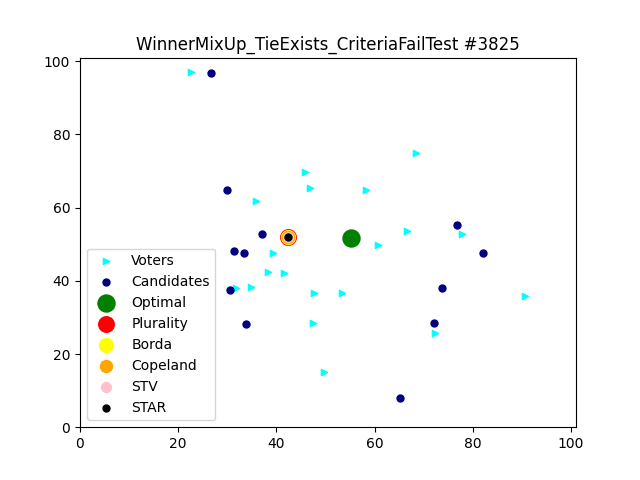 WinnerMixUp_TieExists_CriteriaFailTest #3825
100
80
60
40
20
0
Voters
Candidates
Optimal
Plurality
Borda
Copeland
STV
STAR
0 20 40 60 80 100